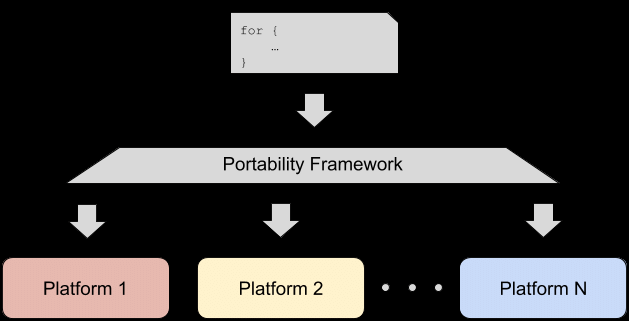 for {
…
}
Portability Framework
Platform 1
Platform 2
Platform N